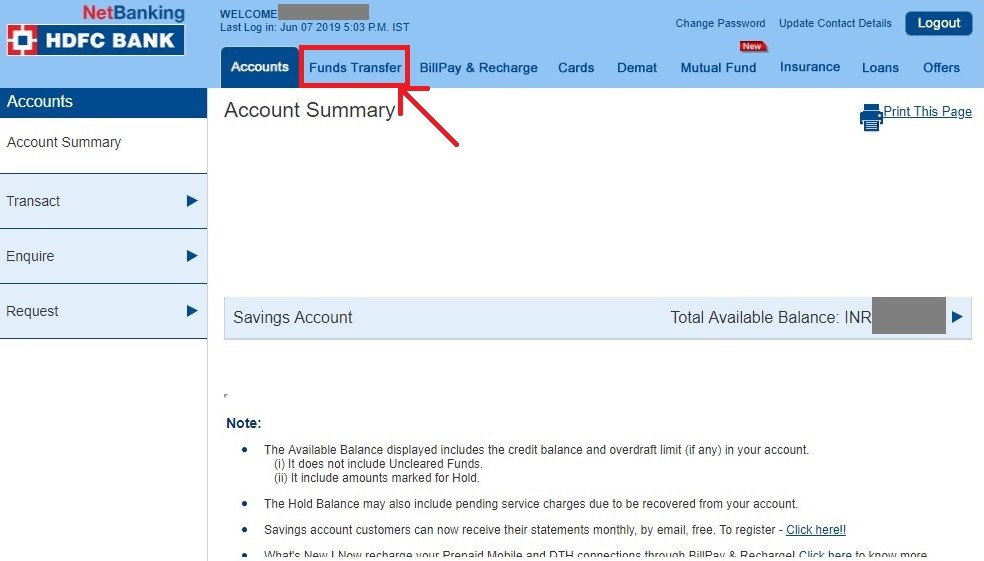 NetBanking
HDFC BANK
WELCOME
Last Log in: Jun 07 2019 5:03 P.M. IST
Change Password Update Contact Details Logout
New
Accounts Funds Transfer BillPay & Recharge Cards Demat Mutual Fund Insurance Loans Offers
Accounts
Account Summary
Transact
Enquire
Request
Account Summary
Print This Page
Savings Account Total Available Balance: INR
Note:
The Available Balance displayed includes the credit balance and overdraft limit (if any) in your account.
(i) It does not include Uncleared Funds.
(ii) It include amounts marked for Hold.
The Hold Balance may also include pending service charges due to be recovered from your account.
Savings account customers can now receive their statements monthly, by email, free. To register - Click here!!
What's New ! Now recharge your Prepaid Mobile and DTH connections through BillPay & Recharge! Click here to know more